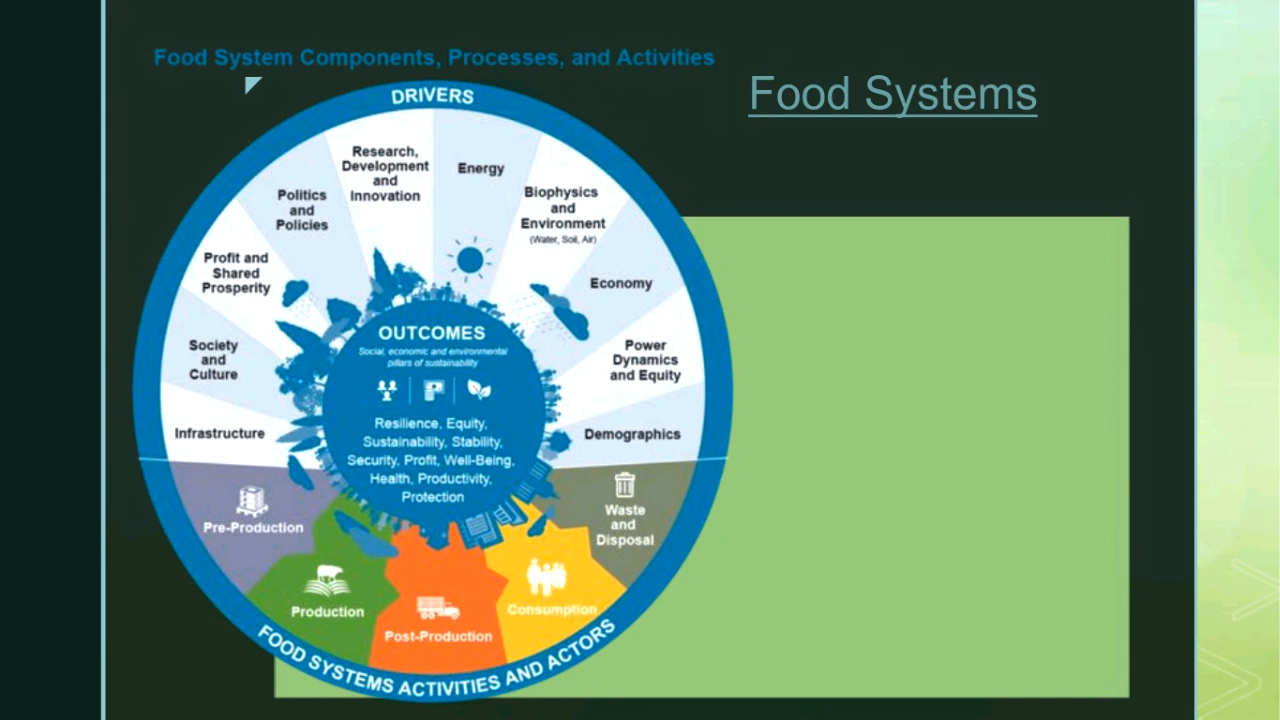 Food System Components, Processes, and Activities
Food Systems
DRIVERS
Research,
Development
and
Innovation
Energy
Politics
and
Policies
Biophysics
and
Environment
(Water, Soil, Air)
Profit and
Shared
Prosperity
Economy
Society
and
Culture
Power
Dynamics
and Equity
Infrastructure
Demographics
OUTCOMES
Social, economic and environmental
pillars of sustainability
Resilience, Equity,
Sustainability, Stability,
Security, Profit, Well-Being,
Health, Productivity,
Protection
Pre-Production
Production
Post-Production
Consumption
Waste
and
Disposal
FOOD SYSTEMS ACTIVITIES AND ACTORS